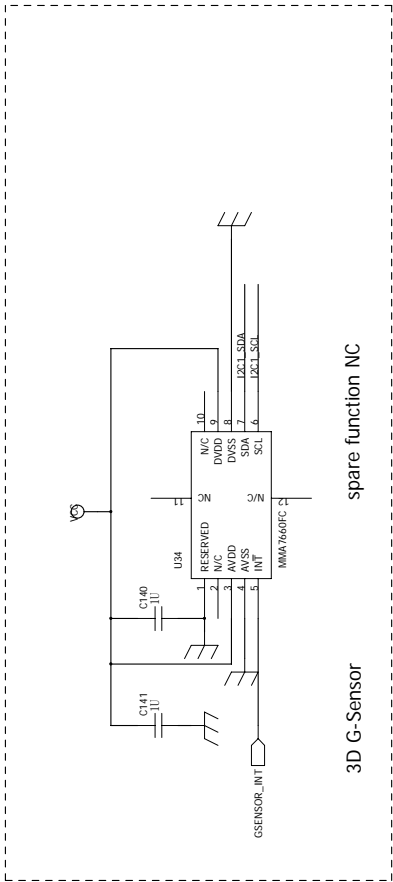 VCC
C141
1U
C140
1U
U34
1
2
3
4
5
RESERVED
N/C
AVDD
AVSS
INT
11
NC
N/C
12
N/C
DVDD
DVSS
SDA
SCL
10
9
8
7
6
I2C1_SDA
I2C1_SCL
MMA7660FC
GSENSOR_INT
3D G-Sensor
spare function NC